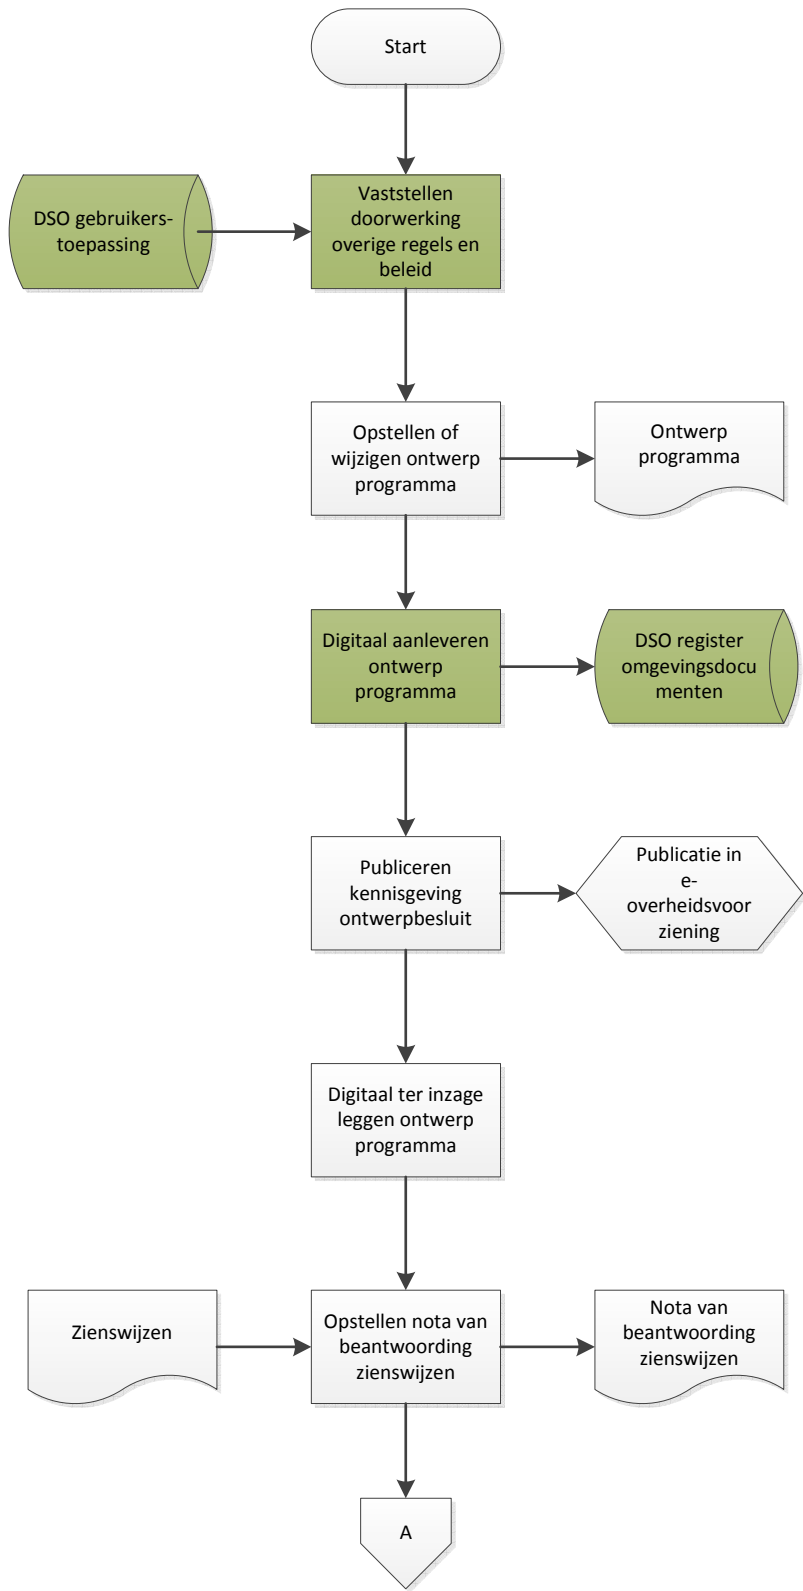 Start
DSO gebruikers-
toepassing
Vaststellen
doorwerking
overige regels en
beleid
Opstellen of
wijzigen ontwerp
programma
Ontwerp
programma
Digitaal aanleveren
ontwerp
programma
DSO register
omgevingsdocu
menten
Publiceren
kennisgeving
ontwerpbesluit
Publicatie in
e-
overheidsvoor
ziening
Digitaal ter inzage
leggen ontwerp
programma
Zienswijzen
Opstellen nota van
beantwoording
zienswijzen
Nota van
beantwoording
zienswijzen
A